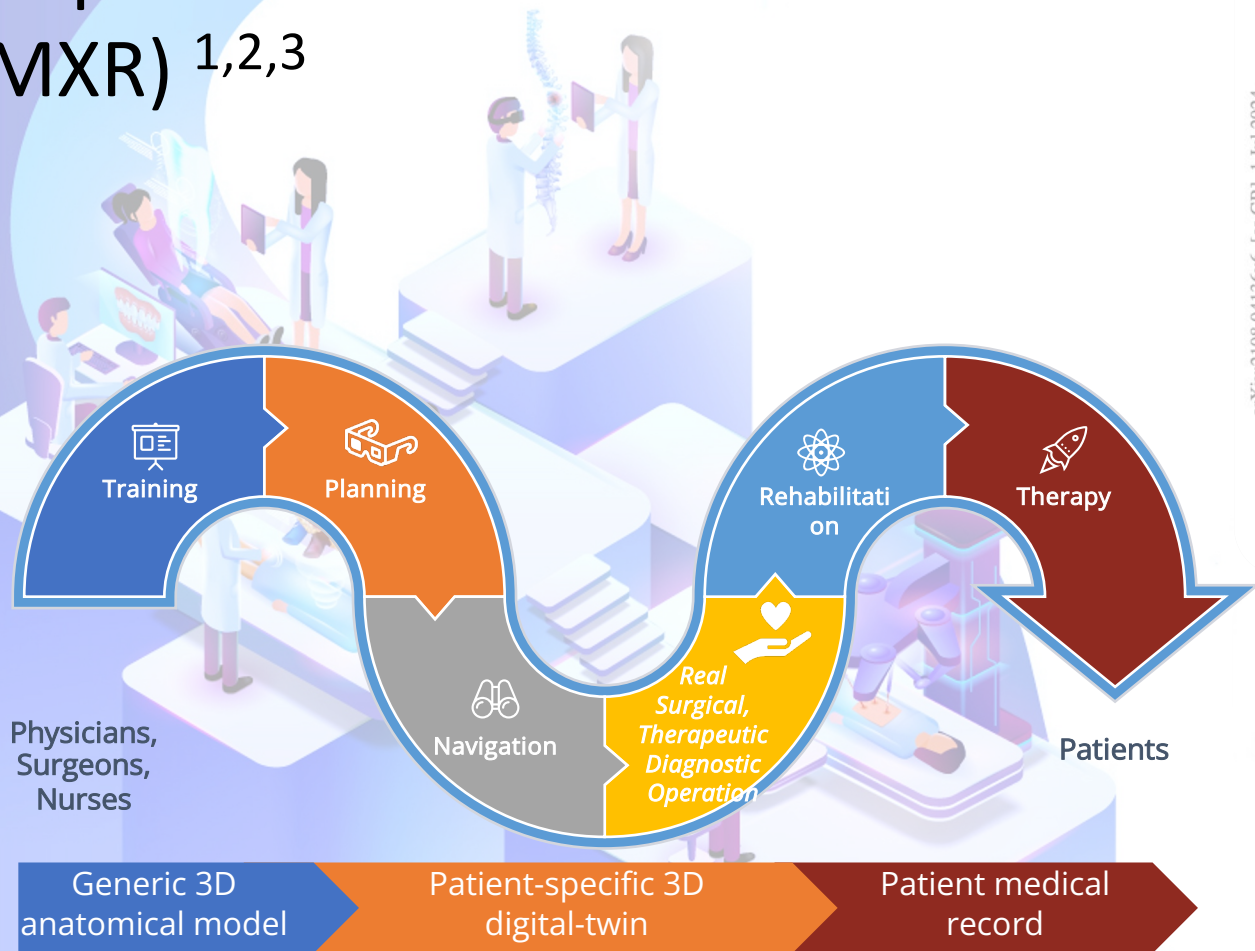 MXR) 1,2,3
Training
Planning
Rehabilitati
on
Therapy
Navigation
Real
Surgical,
Therapeutic
Diagnostic
Operation
Physicians,
Surgeons,
Nurses
Patients
Generic 3D
anatomical model
Patient-specific 3D
digital-twin
Patient medical
record